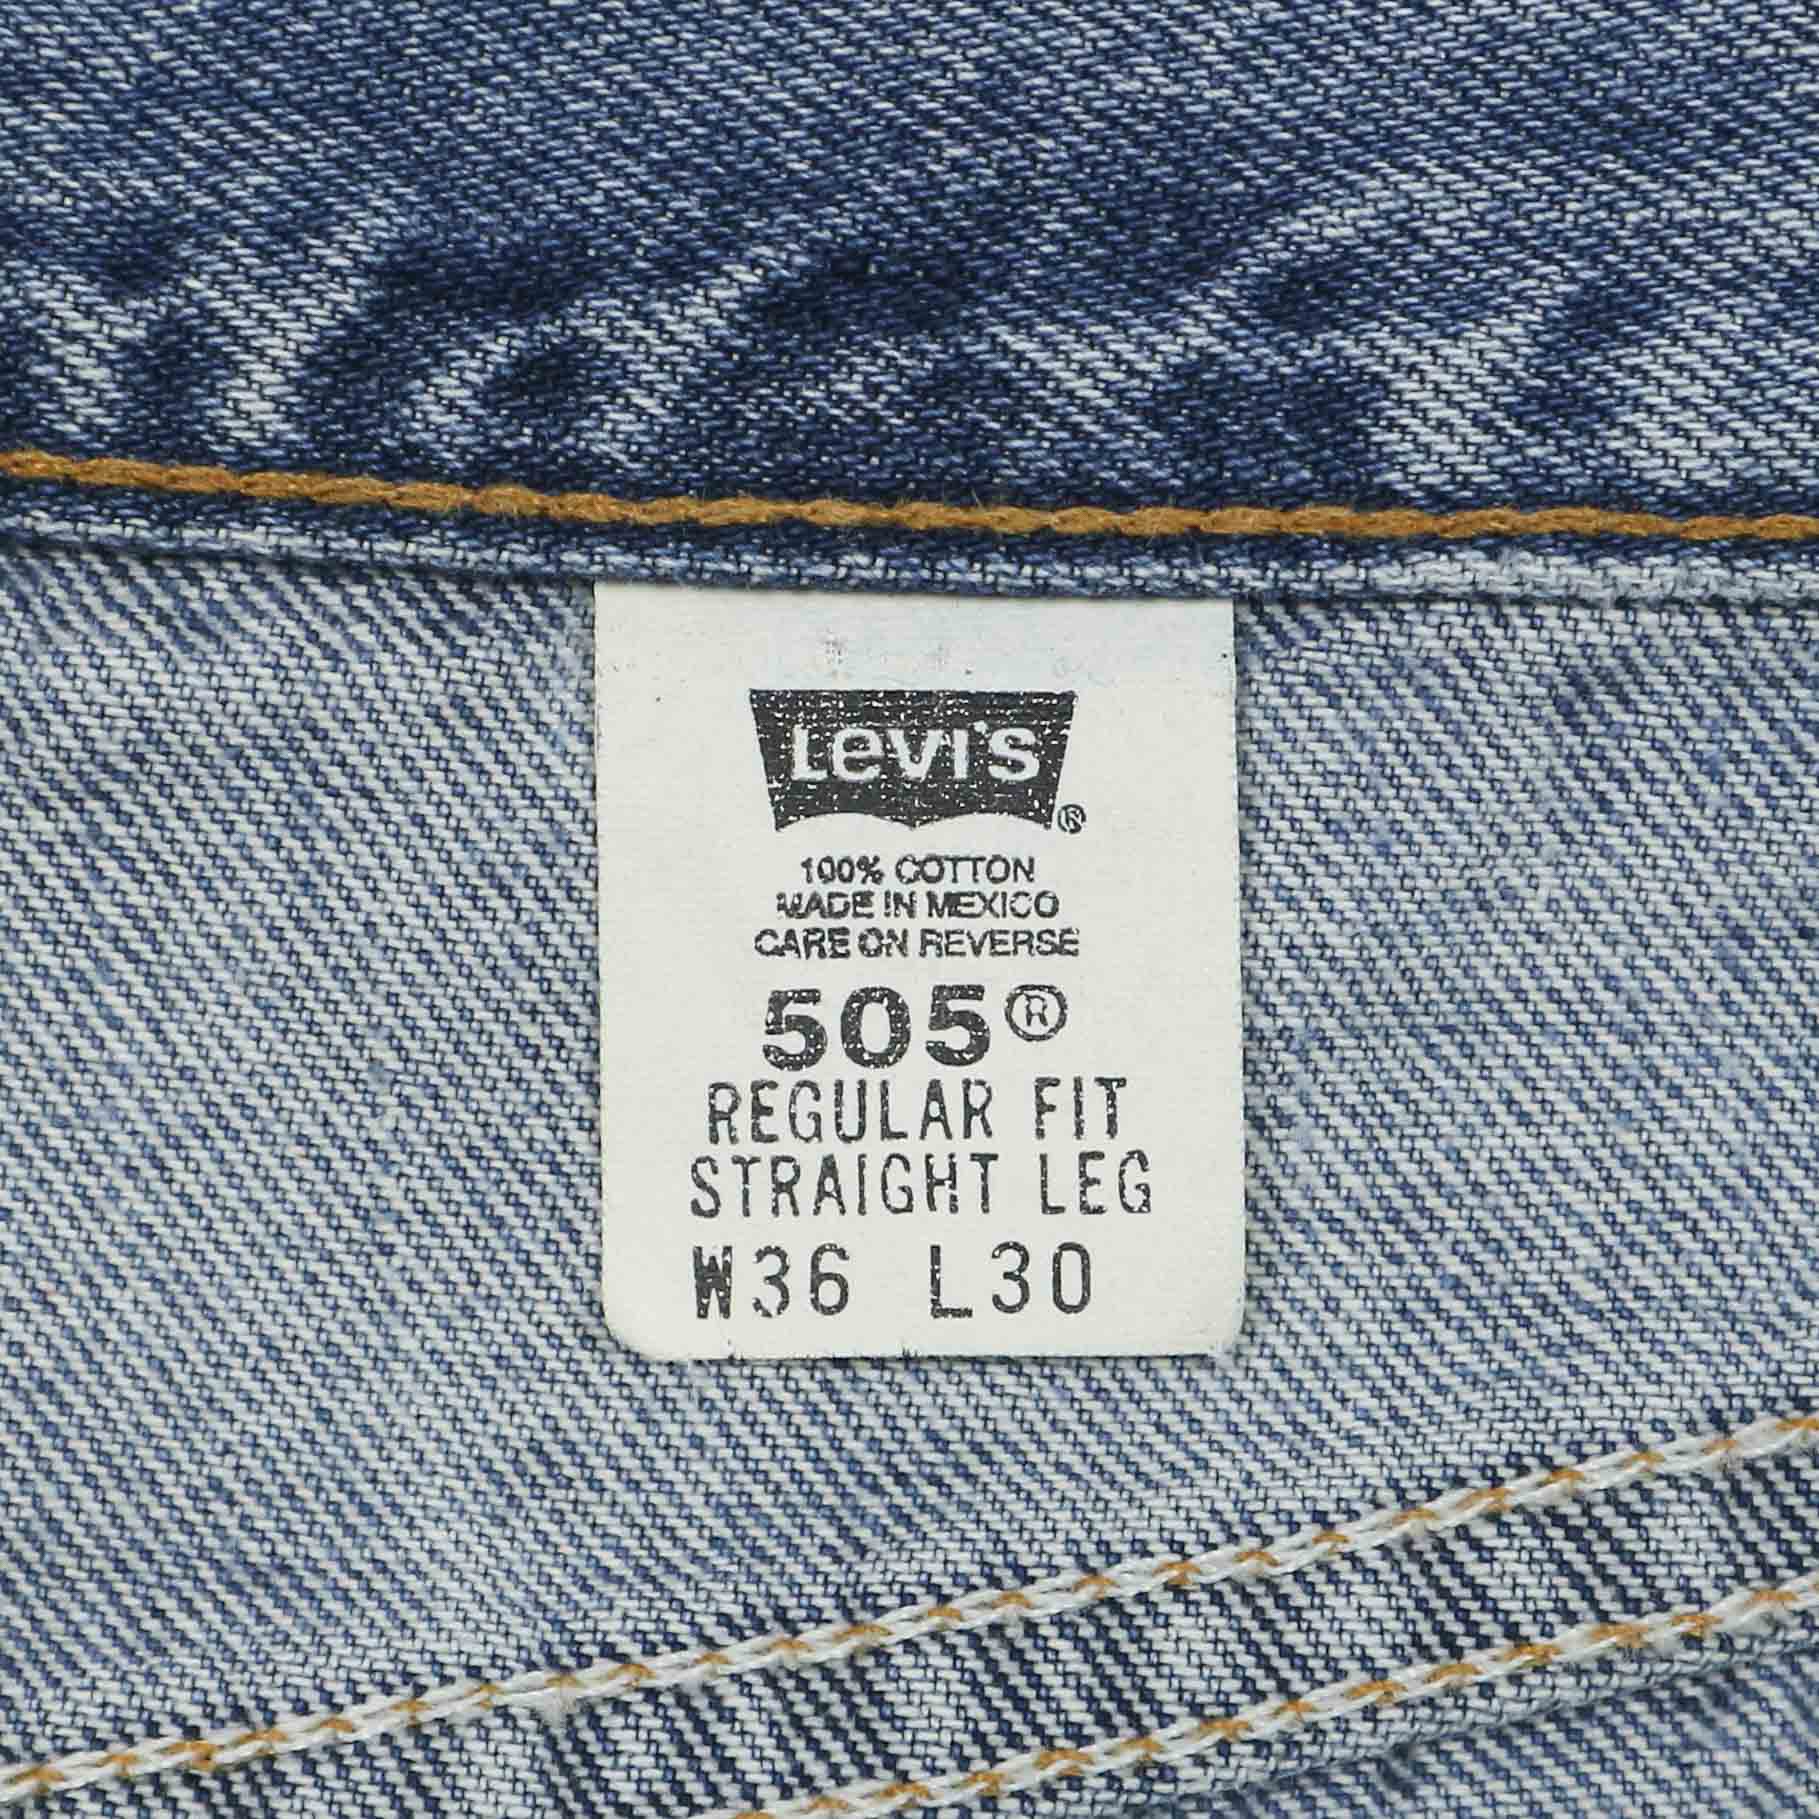 Levi's®
100% COTTON
MADE IN MEXICO
CARE ON REVERSE
505®
REGULAR FIT
STRAIGHT LEG
W36 L30